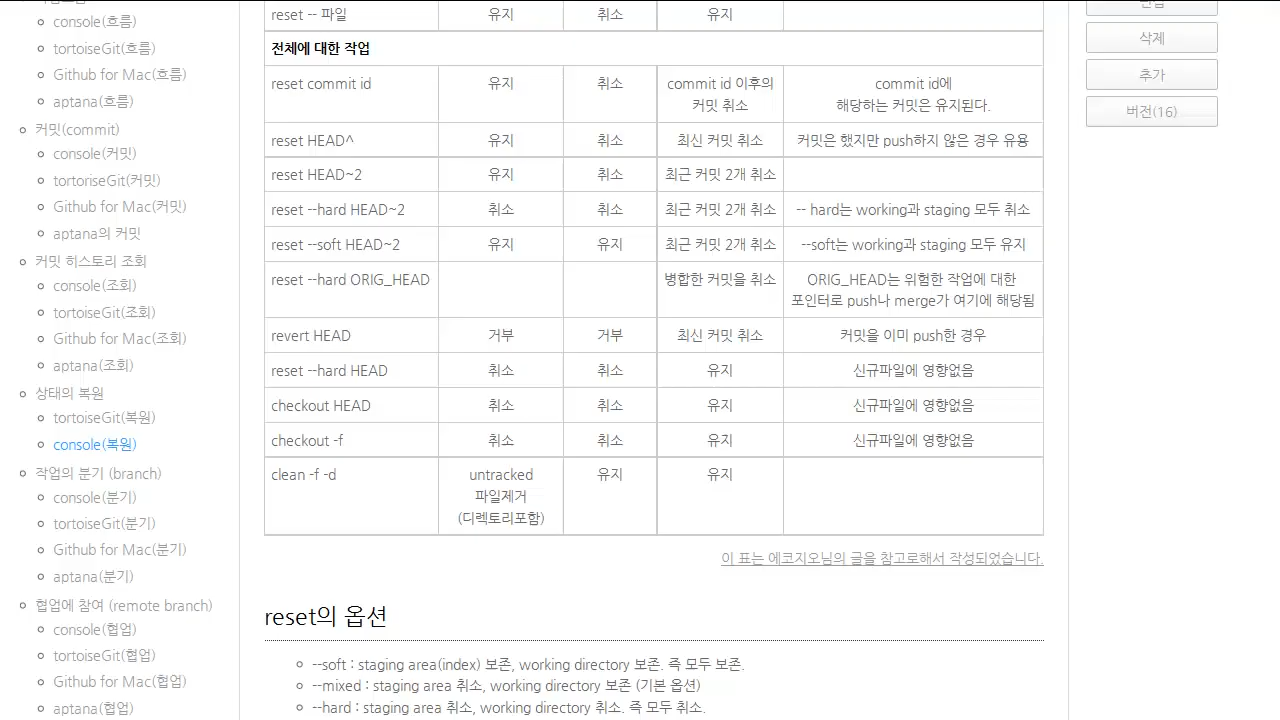 console(흐름)
tortoiseGit(흐름)
Github for Mac(흐름)
aptana(흐름)
커밋(commit)
console(커밋)
tortoriseGit(커밋)
Github for Mac(커밋)
aptana의 커밋
커밋 히스토리 조회
console(조회)
tortoiseGit(조회)
Github for Mac(조회)
aptana(조회)
상태의 복원
tortoiseGit(복원)
console(복원)
작업의 분기 (branch)
console(분기)
tortoiseGit(분기)
Github for Mac(분기)
aptana(분기)
협업에 참여 (remote branch)
console(협업)
tortoiseGit(협업)
Github for Mac(협업)
aptana(협업)
reset -- 파일 유지 취소 유지
전체에 대한 작업
reset commit id 유지 취소 commit id 이후의 commit id에
커밋 취소 해당하는 커밋은 유지된다.
reset HEAD^ 유지 취소 최신 커밋 취소 커밋은 했지만 push하지 않은 경우 유용
reset HEAD~2 유지 취소 최근 커밋 2개 취소
reset --hard HEAD~2 취소 취소 최근 커밋 2개 취소 -- hard는 working과 staging 모두 취소
reset --soft HEAD~2 유지 유지 최근 커밋 2개 취소 --soft는 working과 staging 모두 유지
reset --hard ORIG_HEAD 병합한 커밋을 취소 ORIG_HEAD는 위험한 작업에 대한
포인터로 push나 merge가 여기에 해당됨
revert HEAD 거부 거부 최신 커밋 취소 커밋을 이미 push한 경우
reset --hard HEAD 취소 취소 유지 신규파일에 영향없음
checkout HEAD 취소 취소 유지 신규파일에 영향없음
checkout -f 취소 취소 유지 신규파일에 영향없음
clean -f -d untracked 유지 유지
파일제거
(디렉토리포함)
이 표는 에코지오님의 글을 참고로해서 작성되었습니다.
reset의 옵션
--soft : staging area(index) 보존, working directory 보존. 즉 모두 보존.
--mixed : staging area 취소, working directory 보존 (기본 옵션)
--hard : staging area 취소, working directory 취소. 즉 모두 취소.
삭제
추가
버전(16)